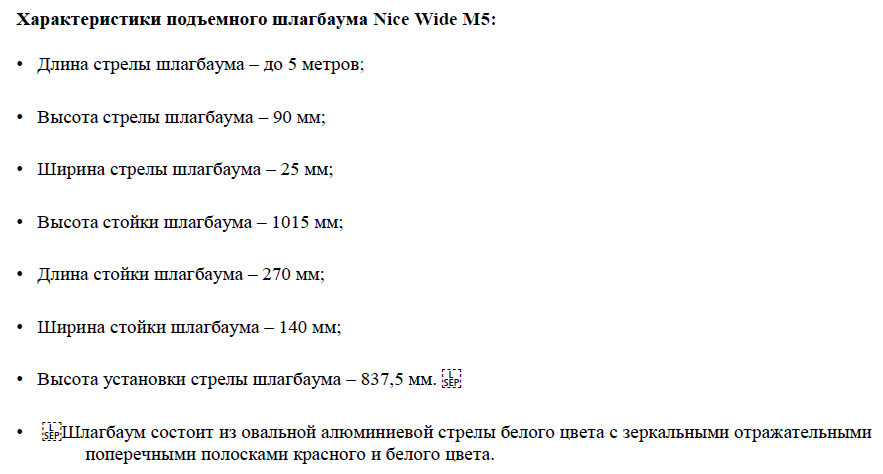 Характеристики подъемного шлагбаума Nice Wide M5:
• Длина стрелы шлагбаума – до 5 метров;
• Высота стрелы шлагбаума – 90 мм;
• Ширина стрелы шлагбаума – 25 мм;
• Высота стойки шлагбаума – 1015 мм;
• Длина стойки шлагбаума – 270 мм;
• Ширина стойки шлагбаума – 140 мм;
• Высота установки стрелы шлагбаума – 837,5 мм. L SEP
• L SEP Шлагбаум состоит из овальной алюминиевой стрелы белого цвета с зеркальными отражательными
поперечными полосками красного и белого цвета.